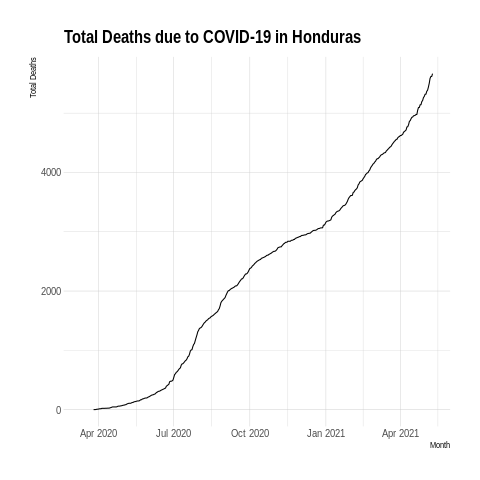 Total Deaths due to COVID-19 in Honduras
Total Deaths
4000
2000
0
Apr 2020 Jul 2020 Oct 2020 Jan 2021 Apr 2021
Month